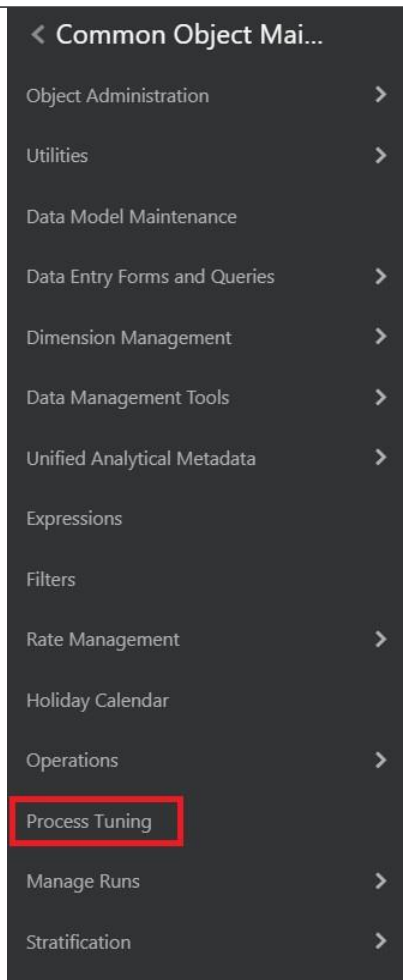 Common Object Mai...
Object Administration
Utilities
Data Model Maintenance
Data Entry Forms and Queries
Dimension Management
Data Management Tools
Unified Analytical Metadata
Expressions
Filters
Rate Management
Holiday Calendar
Operations
Process Tuning
Manage Runs
Stratification